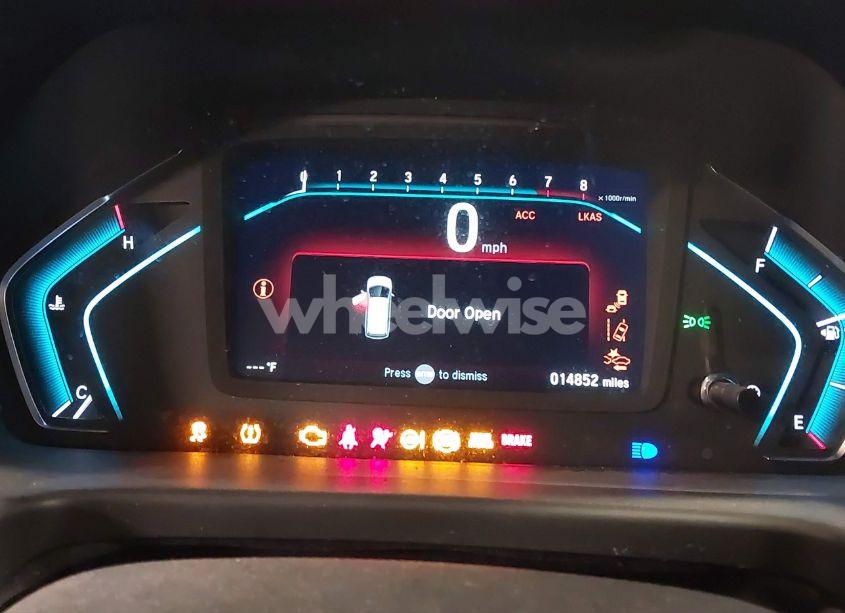 0 1 2 3 4 5 6 7 8 x1000r/min
ACC LKAS
0 mph
H
F
wheelwise
Door Open
--- °F
Press to dismiss
014852 miles
C
E
BRAKE